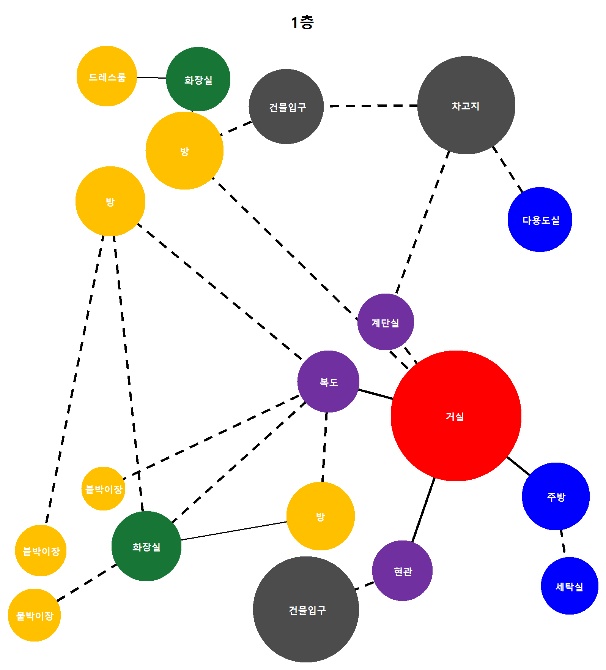 1층
드레스룸
화장실
건물입구
차고지
방
방
다용도실
계단실
복도
거실
붙박이장
주방
방
화장실
붙박이장
현관
세탁실
건물입구
붙박이장